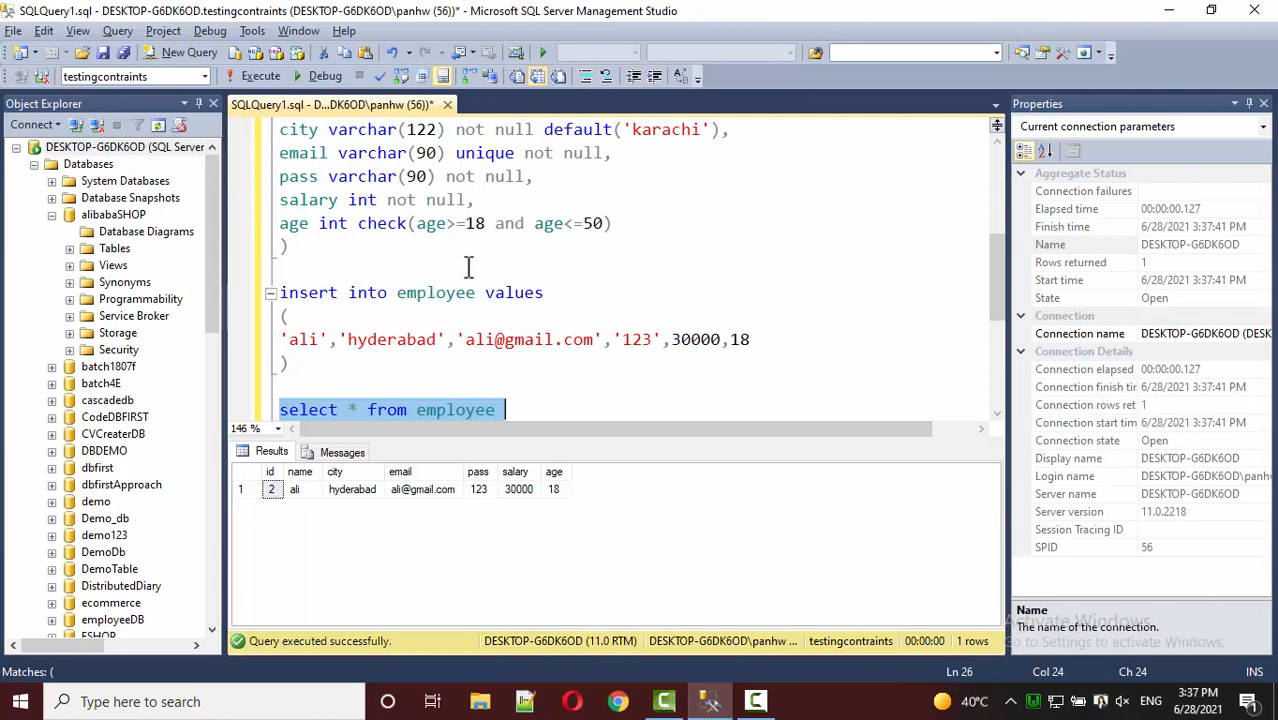 SQLQuery1.sql - DESKTOP-G6DK6OD.testingcontraints (DESKTOP-G6DK6OD\panhw (56))* - Microsoft SQL Server Management Studio
File Edit View Query Project Debug Tools Window Help
New Query
testingcontraints Execute Debug
Object Explorer
Connect
DESKTOP-G6DK6OD (SQL Server
Databases
System Databases
Database Snapshots
alibabaSHOP
Database Diagrams
Tables
Views
Synonyms
Programmability
Service Broker
Storage
Security
batch1807f
batch4E
cascadedb
CodeDBFIRST
CVCreaterDB
DBDEMO
dbfirst
dbfirstApproach
demo
Demo_db
demo123
DemoDb
DemoTable
DistributedDiary
ecommerce
employeeDB
ESHOP
SQLQuery1.sql - D...DK6OD\panhw (56))*
city varchar(122) not null default('karachi'),
email varchar(90) unique not null,
pass varchar(90) not null,
salary int not null,
age int check(age>=18 and age<=50)
)
insert into employee values
(
'ali','hyderabad','ali@gmail.com','123',30000,18
)
select * from employee
146 %
Results Messages
id name city email pass salary age
1 2 ali hyderabad ali@gmail.com 123 30000 18
Query executed successfully. DESKTOP-G6DK6OD (11.0 RTM) DESKTOP-G6DK6OD\panhw ... testingcontraints 00:00:00 1 rows
Properties
Current connection parameters
Aggregate Status
Connection failures
Elapsed time 00:00:00.127
Finish time 6/28/2021 3:37:41 PM
Name DESKTOP-G6DK6OD
Rows returned 1
Start time 6/28/2021 3:37:41 PM
State Open
Connection
Connection name DESKTOP-G6DK6OD (DESK
Connection Details
Connection elapsed 00:00:00.127
Connection finish tim 6/28/2021 3:37:41 PM
Connection rows ret 1
Connection start tim 6/28/2021 3:37:41 PM
Connection state Open
Display name DESKTOP-G6DK6OD
Login name DESKTOP-G6DK6OD\panh
Server name DESKTOP-G6DK6OD
Server version 11.0.2218
Session Tracing ID
SPID 56
Name
The name of the connection.
Activate Windows
Go to Settings to activate Windows.
Matches: ( Ln 26 Col 24 Ch 24 INS
Type here to search
40°C ENG 3:37 PM
6/28/2021
1